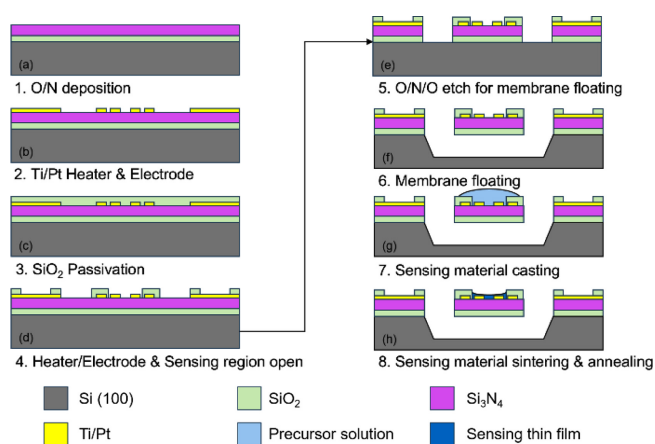 (a)
1. O/N deposition
(b)
2. Ti/Pt Heater & Electrode
(c)
3. SiO₂ Passivation
(d)
4. Heater/Electrode & Sensing region open
(e)
5. O/N/O etch for membrane floating
(f)
6. Membrane floating
(g)
7. Sensing material casting
(h)
8. Sensing material sintering & annealing
Si (100)
SiO₂
Si₃N₄
Ti/Pt
Precursor solution
Sensing thin film